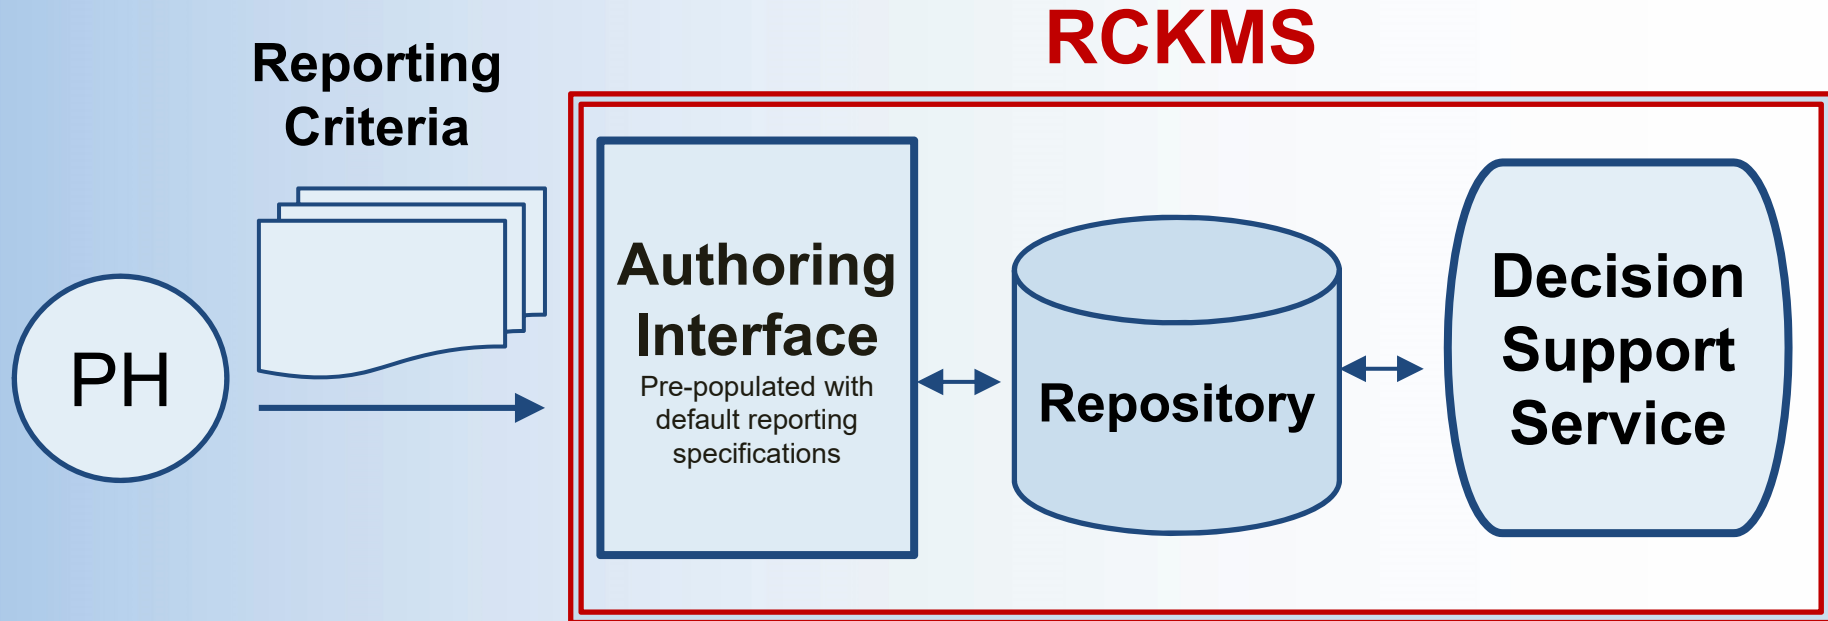 RCKMS
Reporting
Criteria
PH
Authoring
Interface
Pre-populated with
default reporting
specifications
Repository
Decision
Support
Service